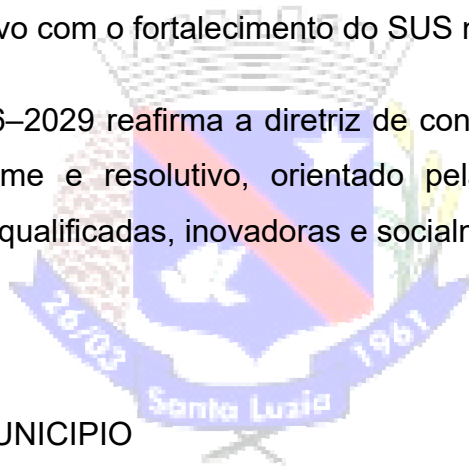 vo com o fortalecimento do SUS
6–2029 reafirma a diretriz de con
me e resolutivo, orientado pel
qualificadas, inovadoras e social
26/03 Santa Luzia 1961
UNICIPIO